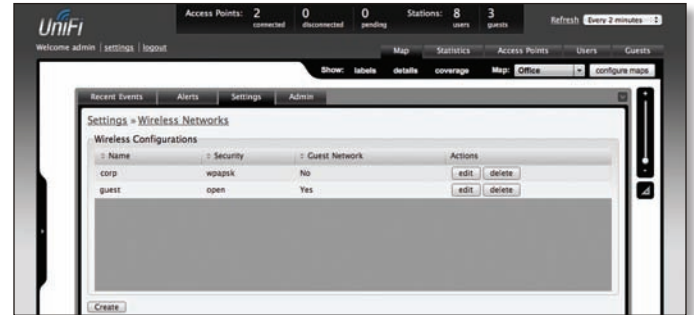 UniFi
Access Points: 2 connected 0 disconnected 0 pending Stations: 8 users 3 guests Refresh Every 2 minutes
Welcome admin | settings | logout
Map Statistics Access Points Users Guests
Show: labels details coverage Map: Office configure maps
Recent Events Alerts Settings Admin
Settings » Wireless Networks
Wireless Configurations
Name Security Guest Network Actions
corp wpapsk No edit delete
guest open Yes edit delete
Create